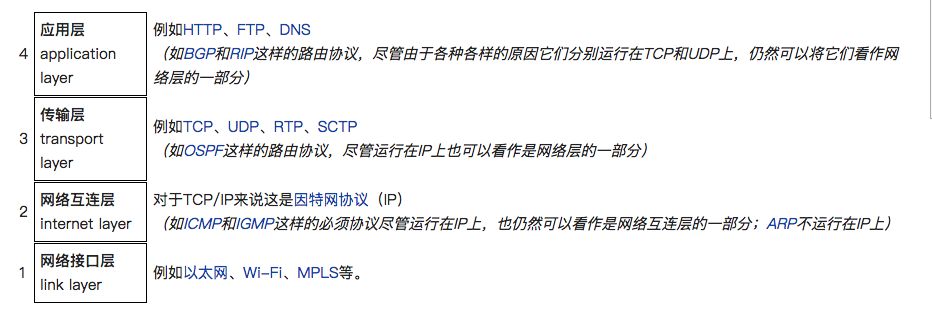 4
应用层
application
layer
例如HTTP、FTP、DNS
（如BGP和RIP这样的路由协议，尽管由于各种各样的原因它们分别运行在TCP和UDP上，仍然可以将它们看作网
络层的一部分）
3
传输层
transport
layer
例如TCP、UDP、RTP、SCTP
（如OSPF这样的路由协议，尽管运行在IP上也可以看作是网络层的一部分）
2
网络互连层
internet layer
对于TCP/IP来说这是因特网协议（IP）
（如ICMP和IGMP这样的必须协议尽管运行在IP上，也仍然可以看作是网络互连层的一部分；ARP不运行在IP上）
1
网络接口层
link layer
例如以太网、Wi-Fi、MPLS等。